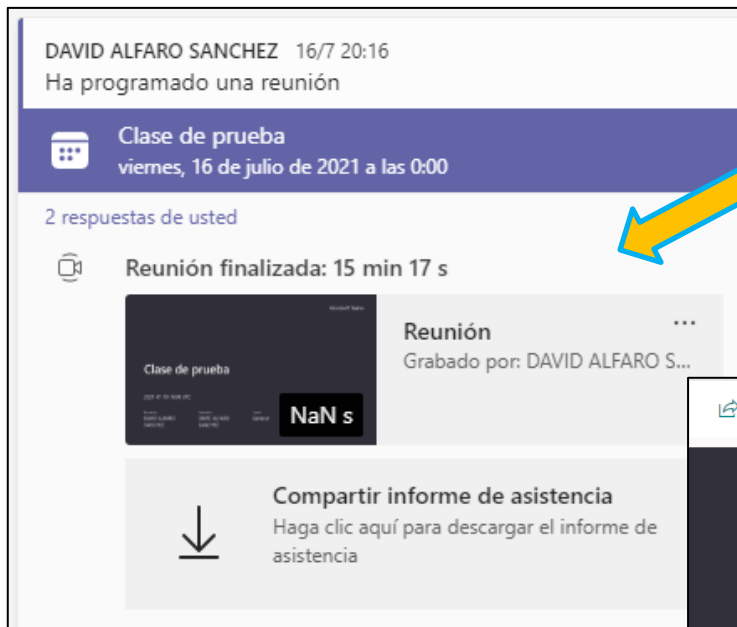 DAVID ALFARO SANCHEZ 16/7 20:16
Ha programado una reunión
Clase de prueba
viernes, 16 de julio de 2021 a las 0:00
2 respuestas de usted
Reunión finalizada: 15 min 17 s
Clase de prueba
NaN s
Reunión
Grabado por: DAVID ALFARO S...
Compartir informe de asistencia
Haga clic aquí para descargar el informe de
asistencia